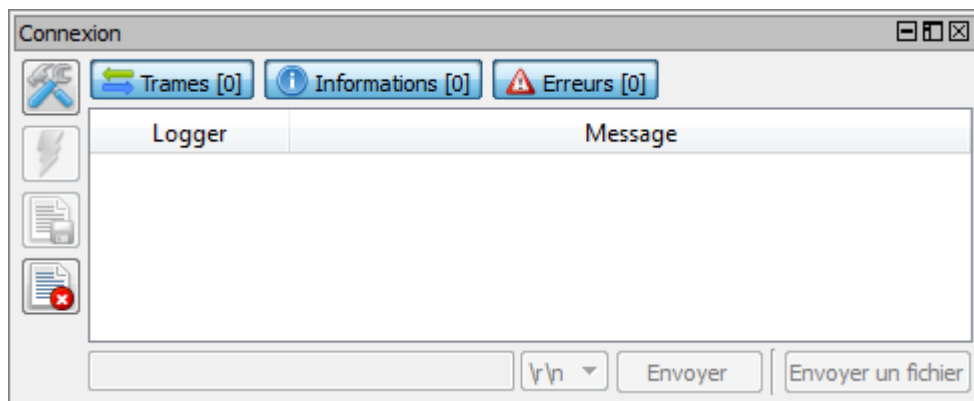 Connexion
Trames [0] Informations [0] Erreurs [0]
Logger Message
\r\n Envoyer Envoyer un fichier